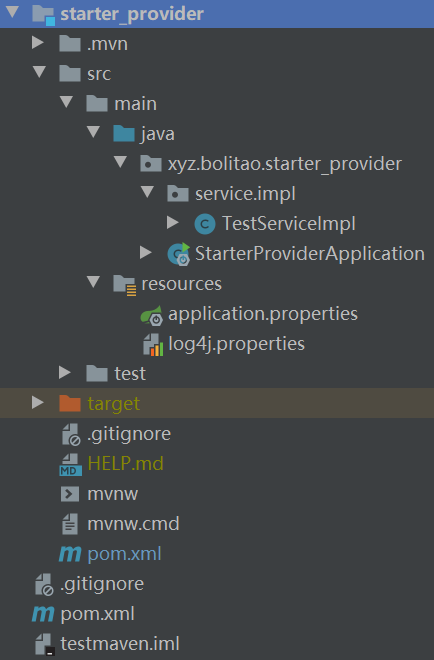 starter_provider
.mvn
src
main
java
xyz.bolitao.starter_provider
service.impl
TestServiceImpl
StarterProviderApplication
resources
application.properties
log4j.properties
test
target
.gitignore
HELP.md
mvnw
mvnw.cmd
pom.xml
.gitignore
pom.xml
testmaven.iml